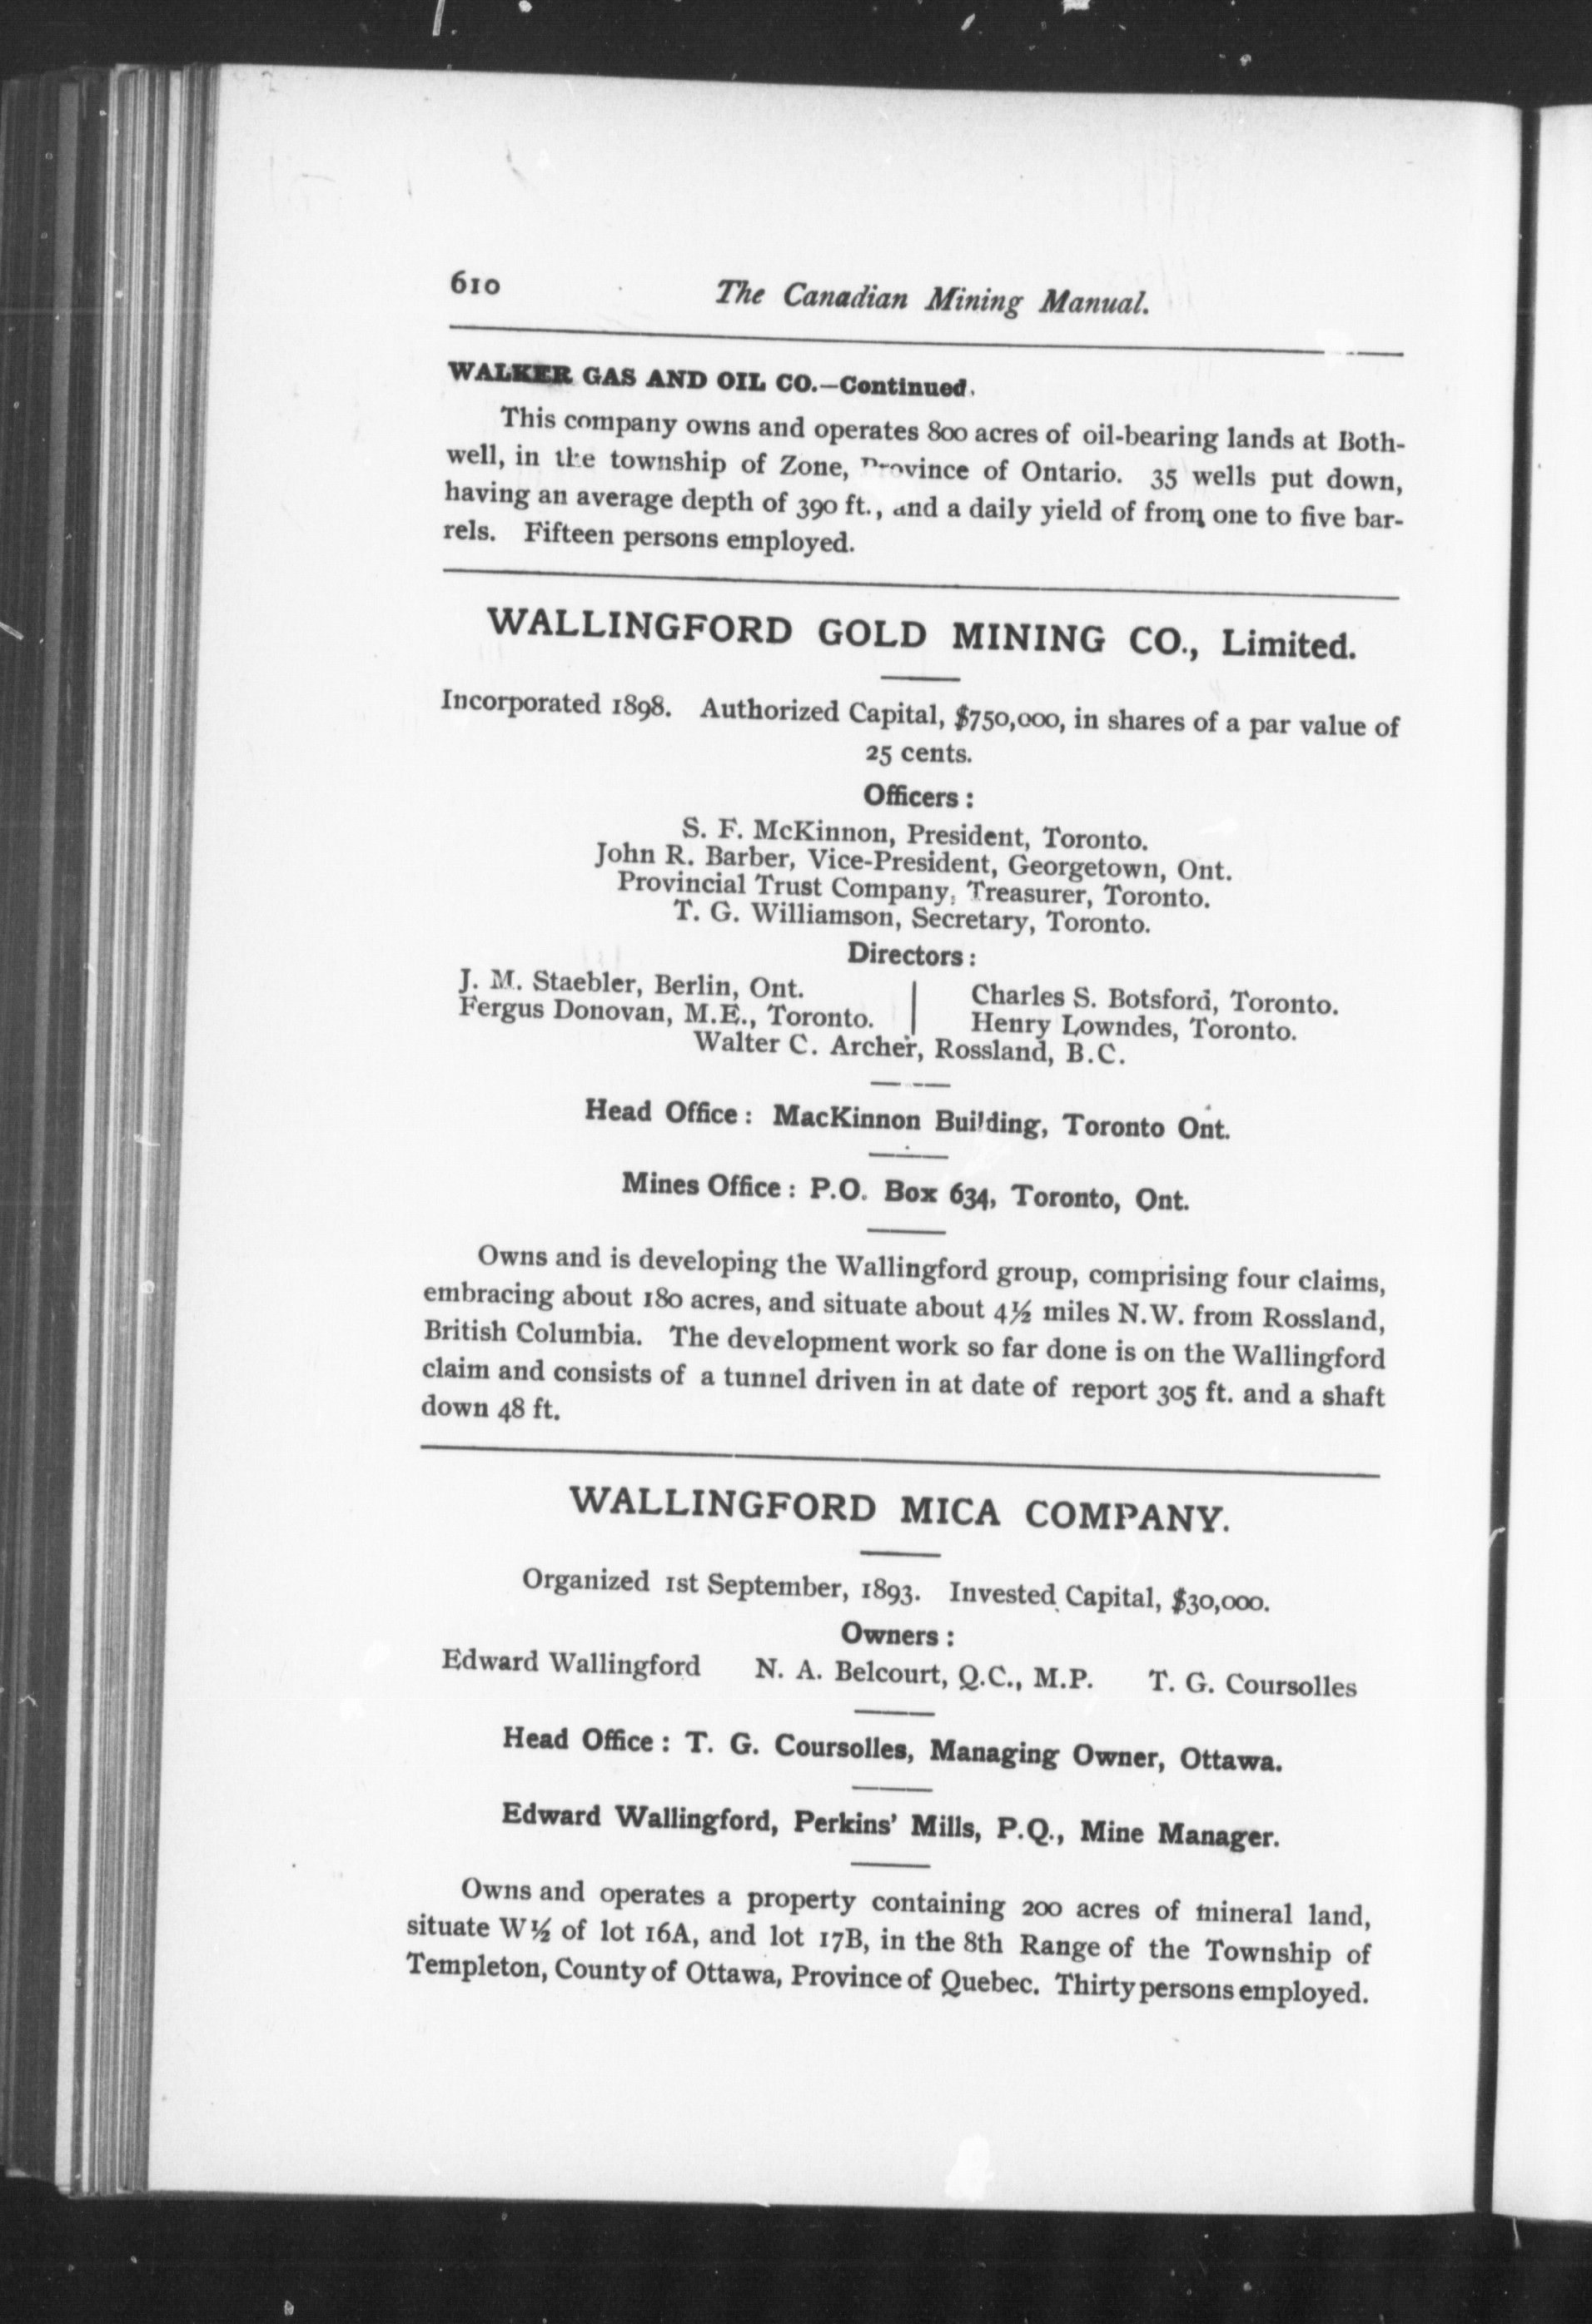 610
The Canadian Mining Manual.
WALKER GAS AND OIL CO.—Continued.
This company owns and operates 800 acres of oil-bearing lands at Both-
well, in the township of Zone, Province of Ontario. 35 wells put down,
having an average depth of 390 ft., and a daily yield of from one to five bar-
rels. Fifteen persons employed.
WALLINGFORD GOLD MINING CO., Limited.
Incorporated 1898. Authorized Capital, $750,000, in shares of a par value of
25 cents.
Officers :
S. F. McKinnon, President, Toronto.
John R. Barber, Vice-President, Georgetown, Ont.
Provincial Trust Company, Treasurer, Toronto.
T. G. Williamson, Secretary, Toronto.
Directors :
J. M. Staebler, Berlin, Ont.
Fergus Donovan, M.E., Toronto.
Charles S. Botsford, Toronto.
Henry Lowndes, Toronto.
Walter C. Archer, Rossland, B.C.
Head Office : MacKinnon Building, Toronto Ont.
Mines Office : P.O. Box 634, Toronto, Ont.
Owns and is developing the Wallingford group, comprising four claims,
embracing about 180 acres, and situate about 4½ miles N.W. from Rossland,
British Columbia. The development work so far done is on the Wallingford
claim and consists of a tunnel driven in at date of report 305 ft. and a shaft
down 48 ft.
WALLINGFORD MICA COMPANY.
Organized 1st September, 1893. Invested Capital, $30,000.
Owners :
Edward Wallingford N. A. Belcourt, Q.C., M.P. T. G. Coursolles
Head Office : T. G. Coursolles, Managing Owner, Ottawa.
Edward Wallingford, Perkins' Mills, P.Q., Mine Manager.
Owns and operates a property containing 200 acres of mineral land,
situate W½ of lot 16A, and lot 17B, in the 8th Range of the Township of
Templeton, County of Ottawa, Province of Quebec. Thirty persons employed.